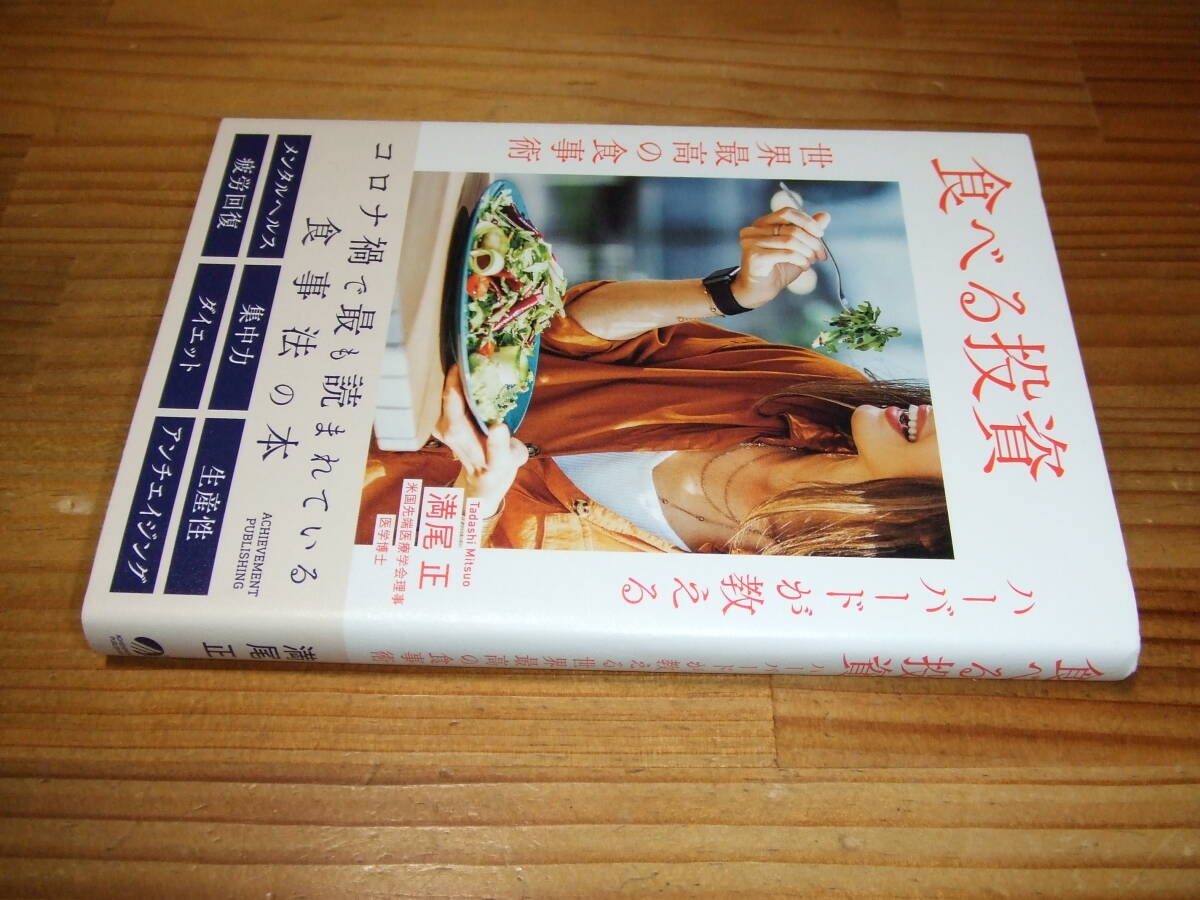 食べる投資
ハーバードが
教える
世界最高の食事術
Tadashi Mitsuo
満尾 正
米国先端医療学会理事
医学博士
コロナ禍で最も読まれている
食事法の本
メンタルヘルス
集中力
生産性
疲労回復
ダイエット
アンチエイジング
ACHIEVEMENT
PUBLISHING
食べる投資
ハーバードが教える世界最高の食事術
満尾 正